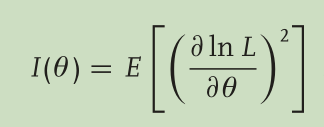 I(θ) = E[(∂ ln L / ∂θ)²]